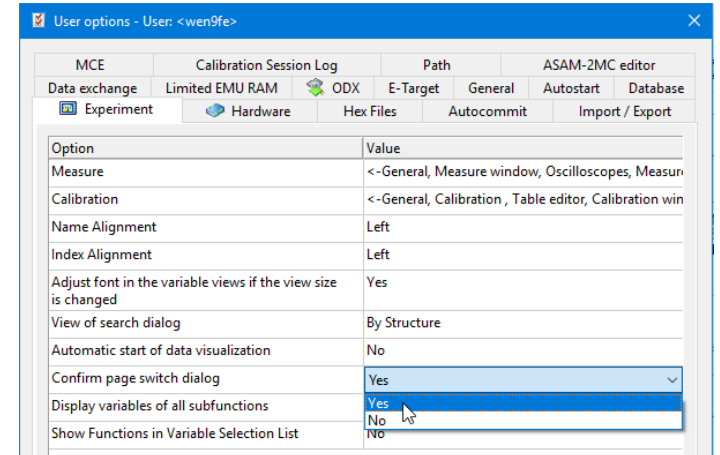 User options - User: <wen9fe>
MCE Calibration Session Log Path ASAM-2MC editor
Data exchange Limited EMU RAM ODX E-Target General Autostart Database
Experiment Hardware Hex Files Autocommit Import / Export
Option Value
Measure <-General, Measure window, Oscilloscopes, Measur
Calibration <-General, Calibration , Table editor, Calibration win
Name Alignment Left
Index Alignment Left
Adjust font in the variable views if the view size Yes
is changed
View of search dialog By Structure
Automatic start of data visualization No
Confirm page switch dialog Yes
Display variables of all subfunctions Yes
No
Show Functions in Variable Selection List No